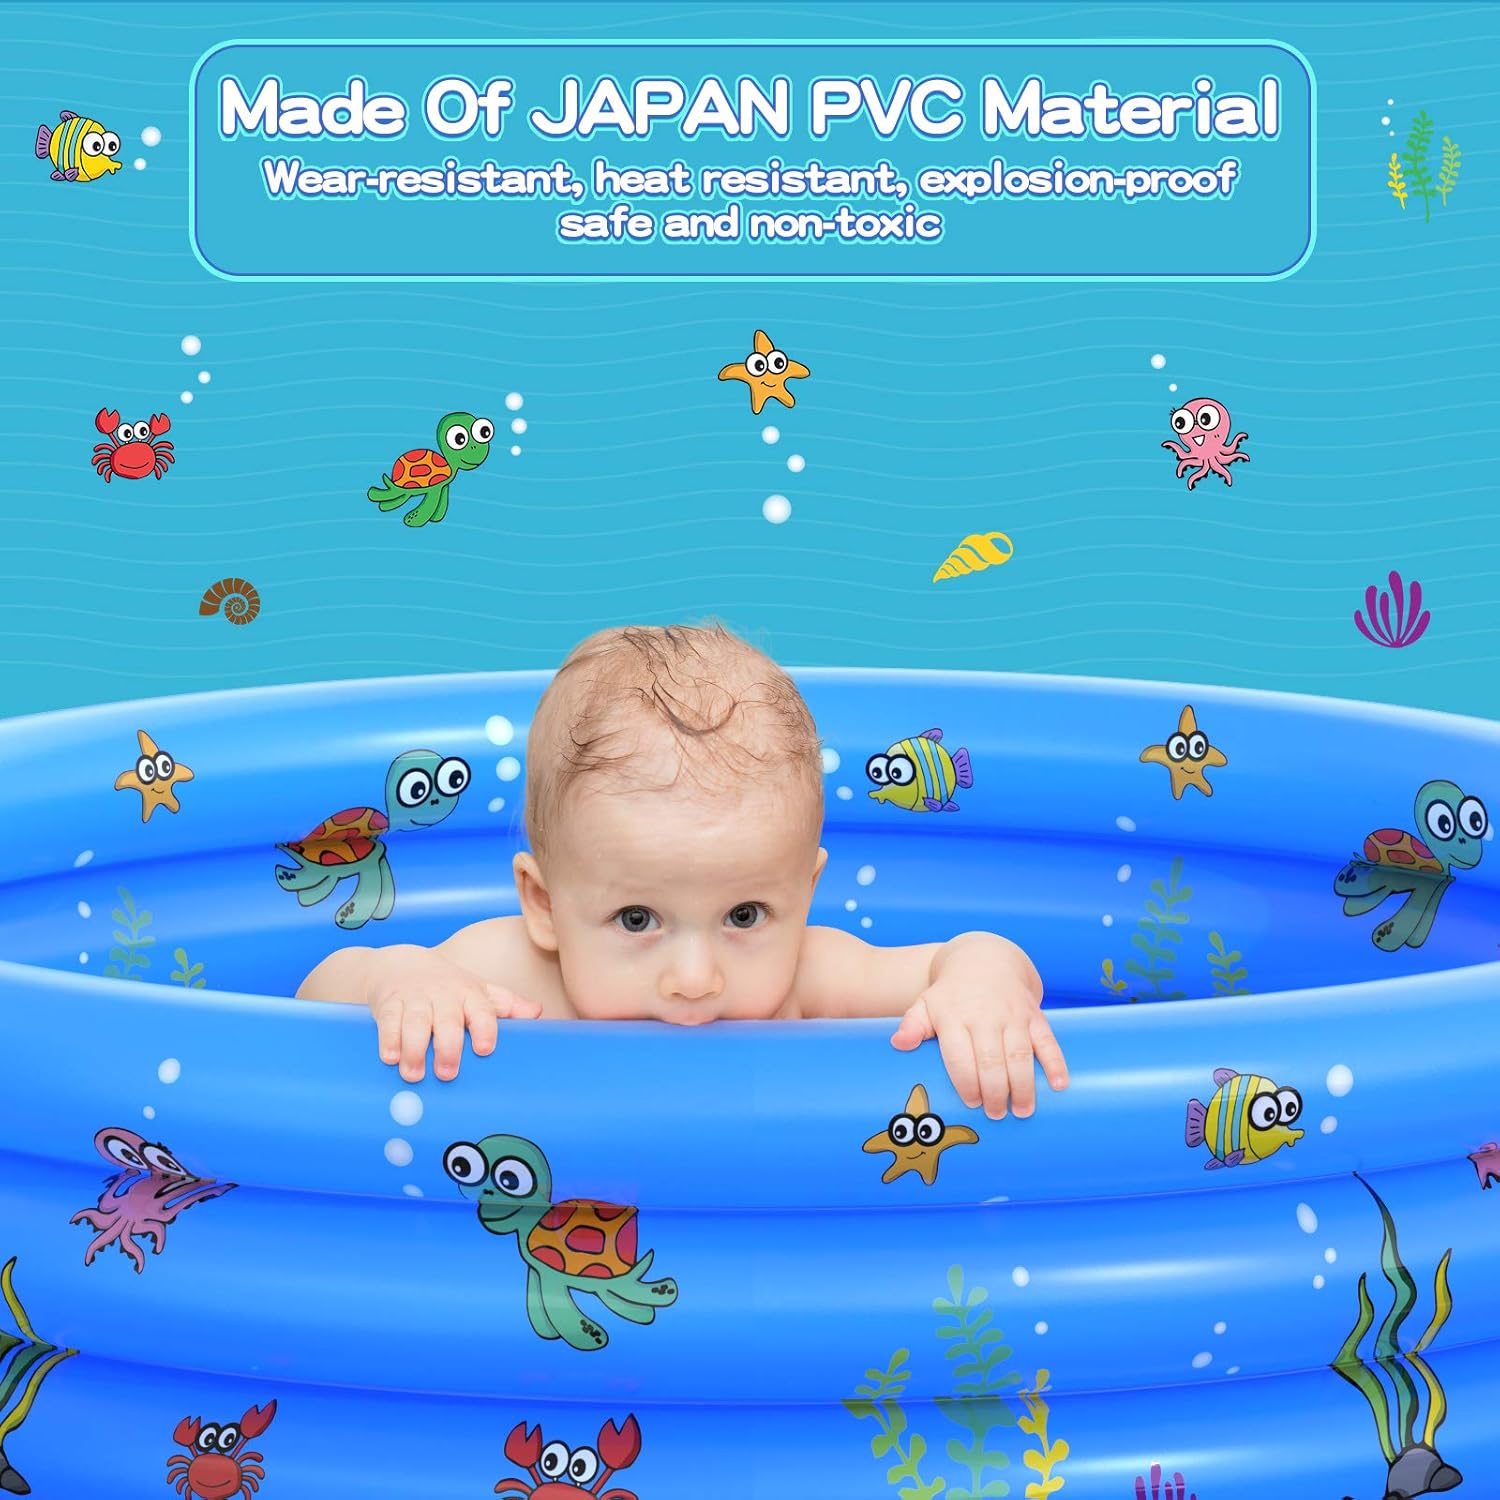 Made Of JAPAN PVC Material
Wear-resistant, heat resistant, explosion-proof
safe and non-toxic